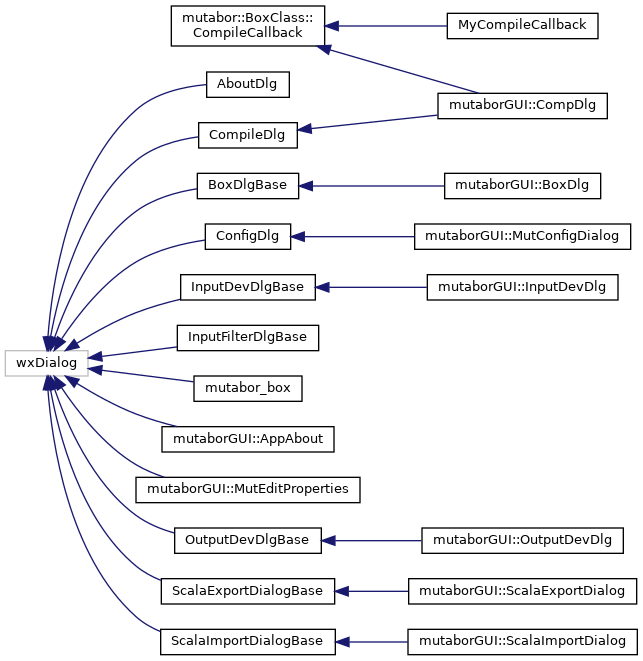 mutabor::BoxClass::
CompileCallback
MyCompileCallback
AboutDlg
mutaborGUI::CompDlg
CompileDlg
BoxDlgBase
mutaborGUI::BoxDlg
ConfigDlg
mutaborGUI::MutConfigDialog
InputDevDlgBase
mutaborGUI::InputDevDlg
InputFilterDlgBase
wxDialog
mutabor_box
mutaborGUI::AppAbout
mutaborGUI::MutEditProperties
OutputDevDlgBase
mutaborGUI::OutputDevDlg
ScalaExportDialogBase
mutaborGUI::ScalaExportDialog
ScalaImportDialogBase
mutaborGUI::ScalaImportDialog